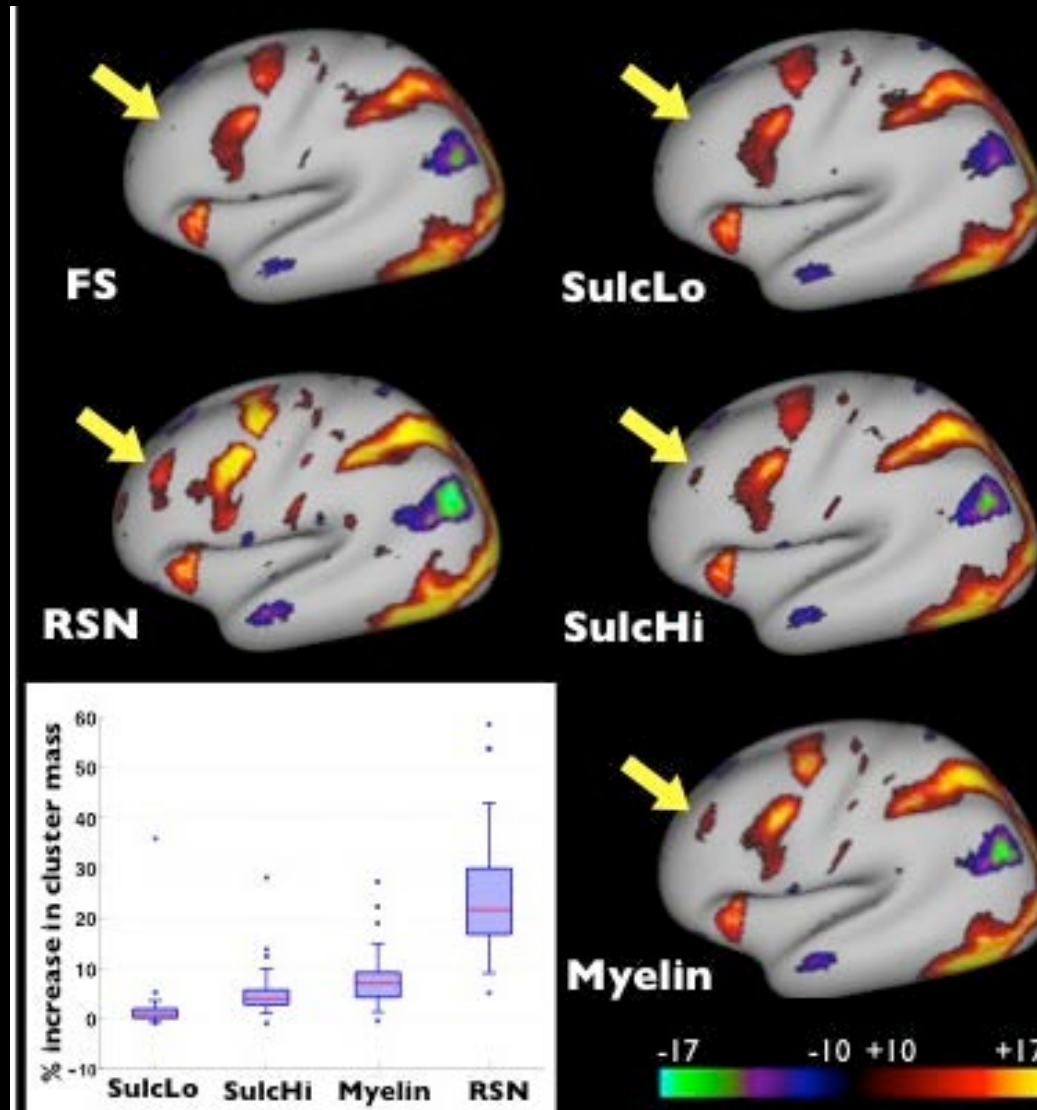 FS
SulcLo
RSN
SulcHi
% increase in cluster mass
60
50
40
30
20
10
0
-10
SulcLo SulcHi Myelin RSN
Myelin
-17 -10 +10 +17